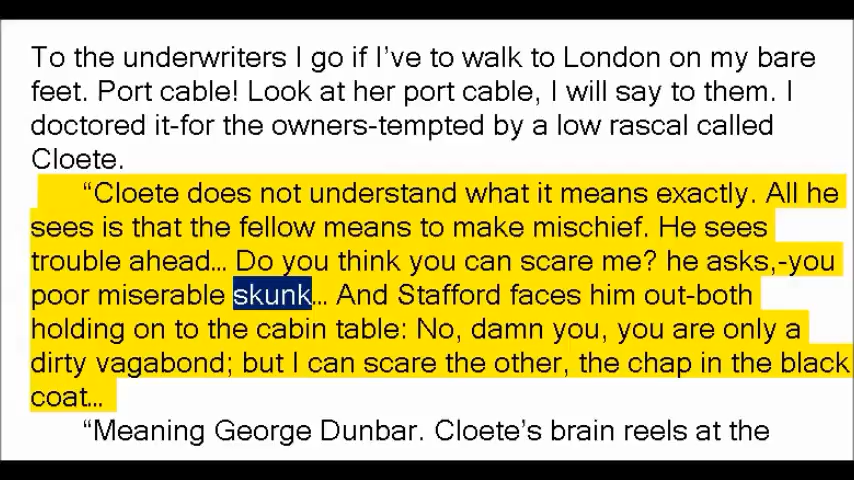 To the underwriters I go if I’ve to walk to London on my bare
feet. Port cable! Look at her port cable, I will say to them. I
doctored it-for the owners-tempted by a low rascal called
Cloete.
“Cloete does not understand what it means exactly. All he
sees is that the fellow means to make mischief. He sees
trouble ahead… Do you think you can scare me? he asks,-you
poor miserable skunk… And Stafford faces him out-both
holding on to the cabin table: No, damn you, you are only a
dirty vagabond; but I can scare the other, the chap in the black
coat…
“Meaning George Dunbar. Cloete’s brain reels at the